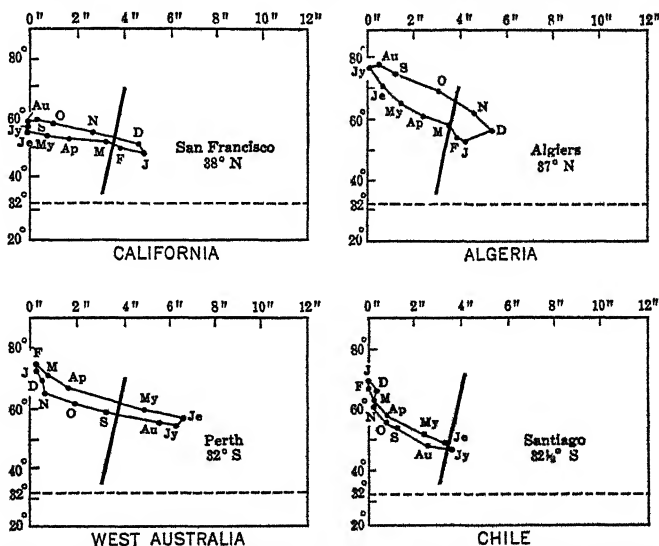 0" 2" 4" 6" 8" 10" 12"
80°
60°
40°
32°
20°
Au O N D
Jy S
Je My Ap M F J
San Francisco
38° N
CALIFORNIA
0" 2" 4" 6" 8" 10" 12"
80°
60°
40°
32°
20°
Jy Au S O N D
Je My Ap M F J
Algiers
37° N
ALGERIA
0" 2" 4" 6" 8" 10" 12"
80°
60°
40°
32°
20°
F M Ap My Je
J D N O S Au Jy
Perth
32° S
WEST AUSTRALIA
0" 2" 4" 6" 8" 10" 12"
80°
°
40°
32°
20°
J D
F M Ap My Je
N O S Au Jy
Santiago
32½° S
CHILE